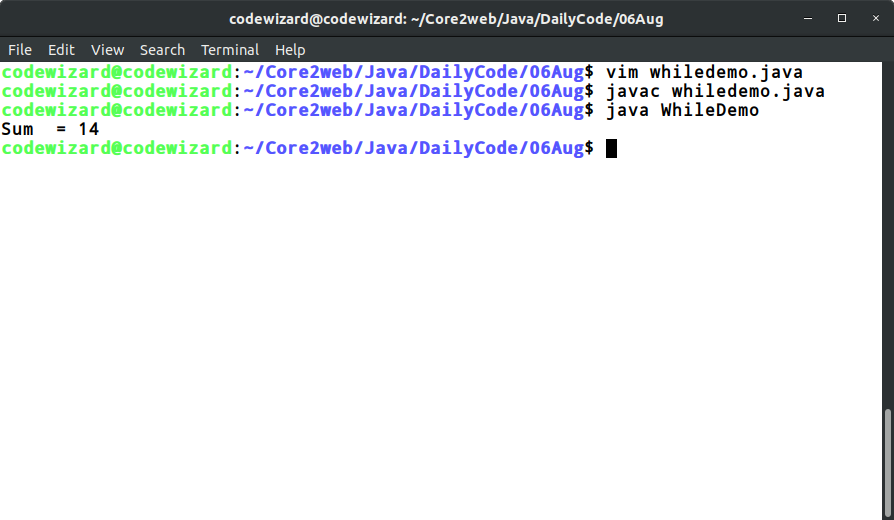 codewizard@codewizard: ~/Core2web/Java/DailyCode/06Aug
File Edit View Search Terminal Help
codewizard@codewizard:~/Core2web/Java/DailyCode/06Aug$ vim whiledemo.java
codewizard@codewizard:~/Core2web/Java/DailyCode/06Aug$ javac whiledemo.java
codewizard@codewizard:~/Core2web/Java/DailyCode/06Aug$ java WhileDemo
Sum  = 14
codewizard@codewizard:~/Core2web/Java/DailyCode/06Aug$